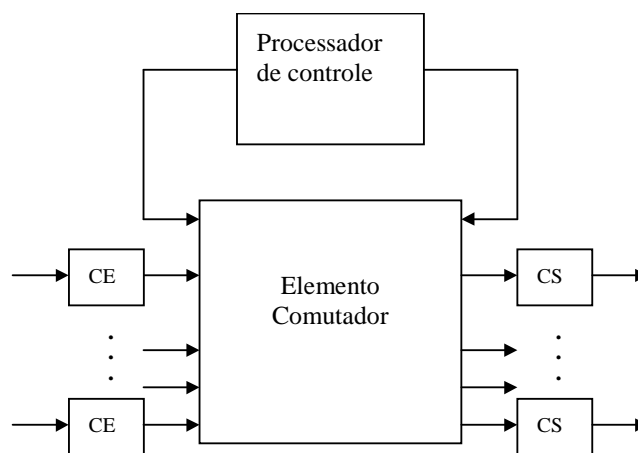 Processador
de controle
CE
Elemento
Comutador
CS
CE
CS